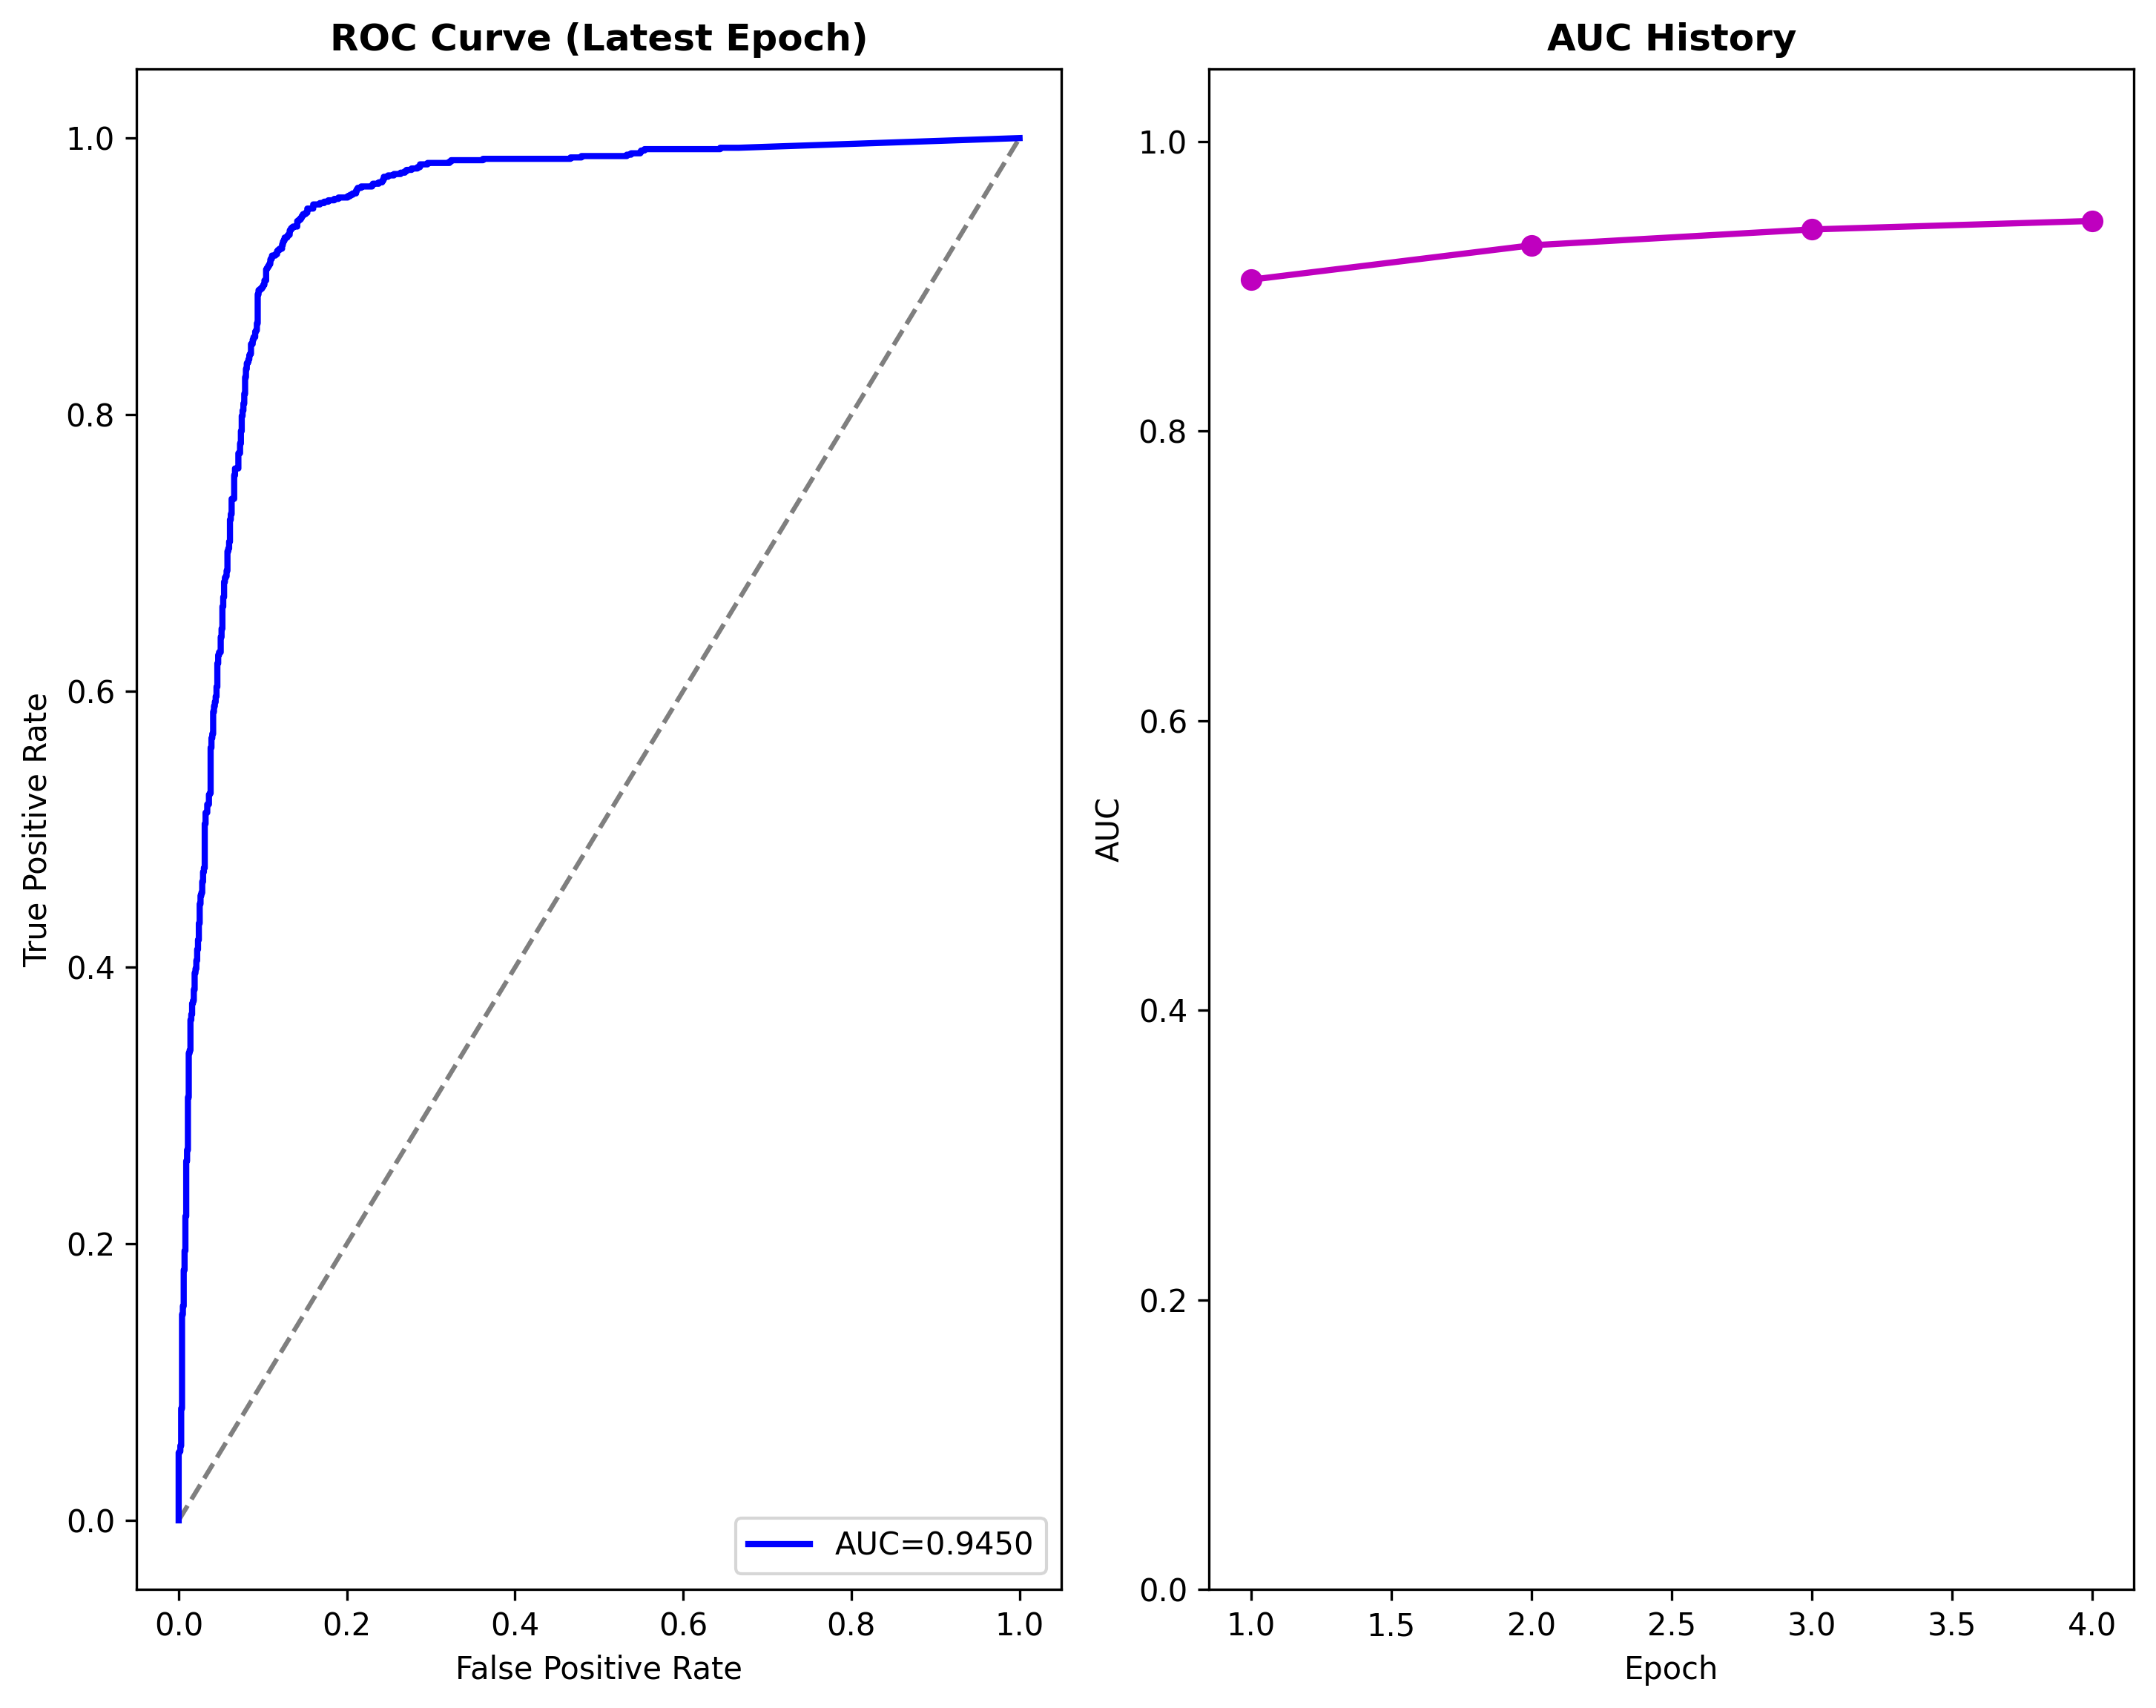 ROC Curve (Latest Epoch)
True Positive Rate
1.0
0.8
0.6
0.4
0.2
0.0
0.0 0.2 0.4 0.6 0.8 1.0
False Positive Rate
AUC=0.9450
AUC History
AUC
1.0
0.8
0.6
0.4
0.2
0.0
1.0 1.5 2.0 2.5 3.0 3.5 4.0
Epoch